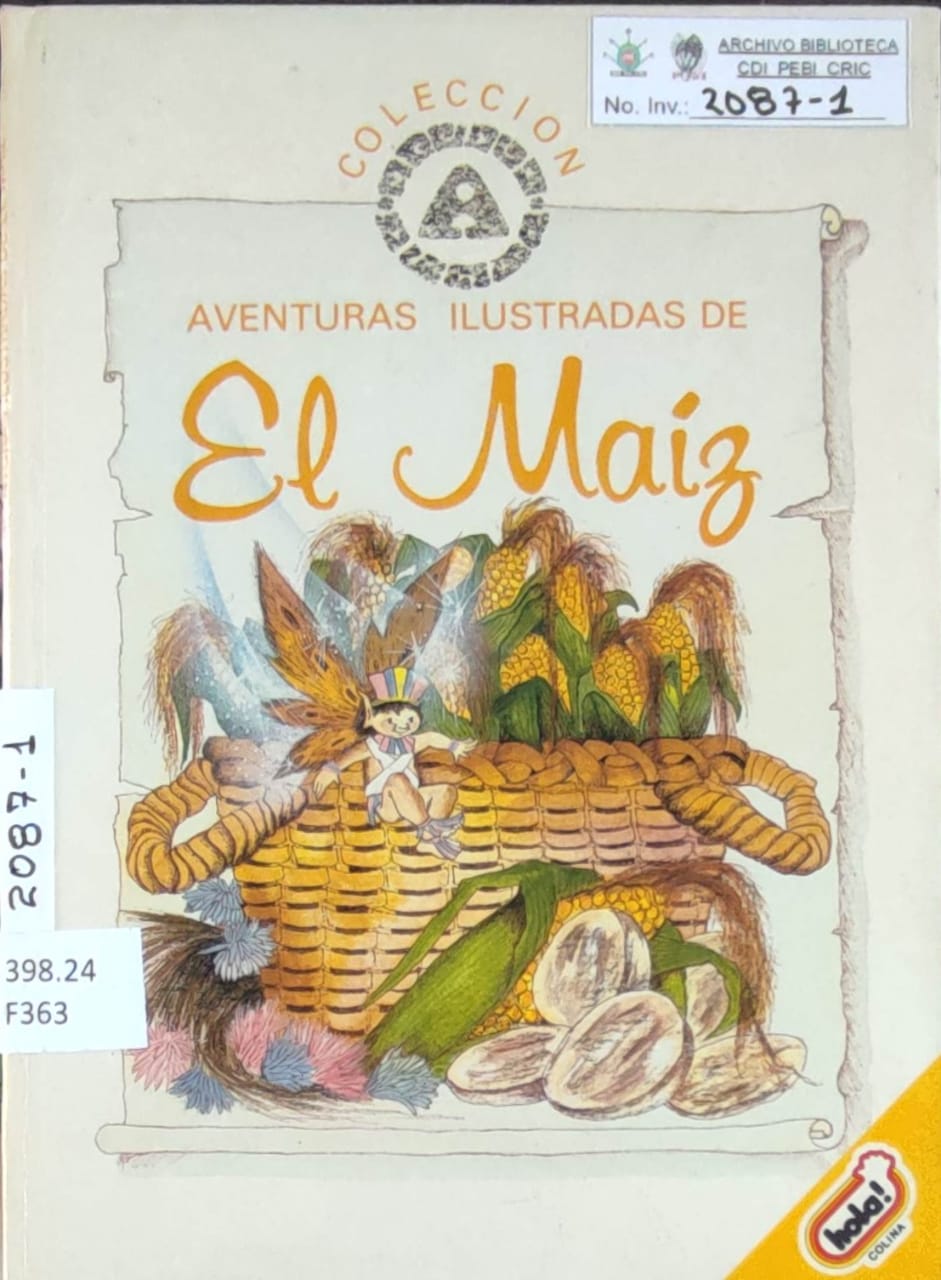 ARCHIVO BIBLIOTECA
CDI PEBI CRIC
No. Inv.: 2087-1
COLECCION
A
AVENTURAS ILUSTRADAS DE
El Maíz
2087-1
398.24
F363
hola!
COLINA